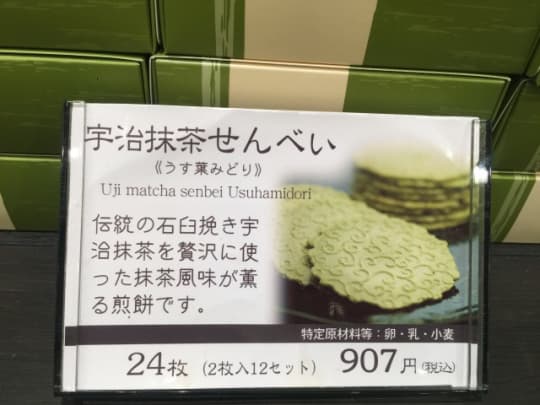 宇治抹茶せんべい
《うす葉みどり》
Uji matcha senbei Usuhamidori
伝統の石臼挽き宇
治抹茶を贅沢に使
った抹茶風味が薫
る煎餅です。
特定原材料等：卵・乳・小麦
24枚 (2枚入12セット) 907円(税込)